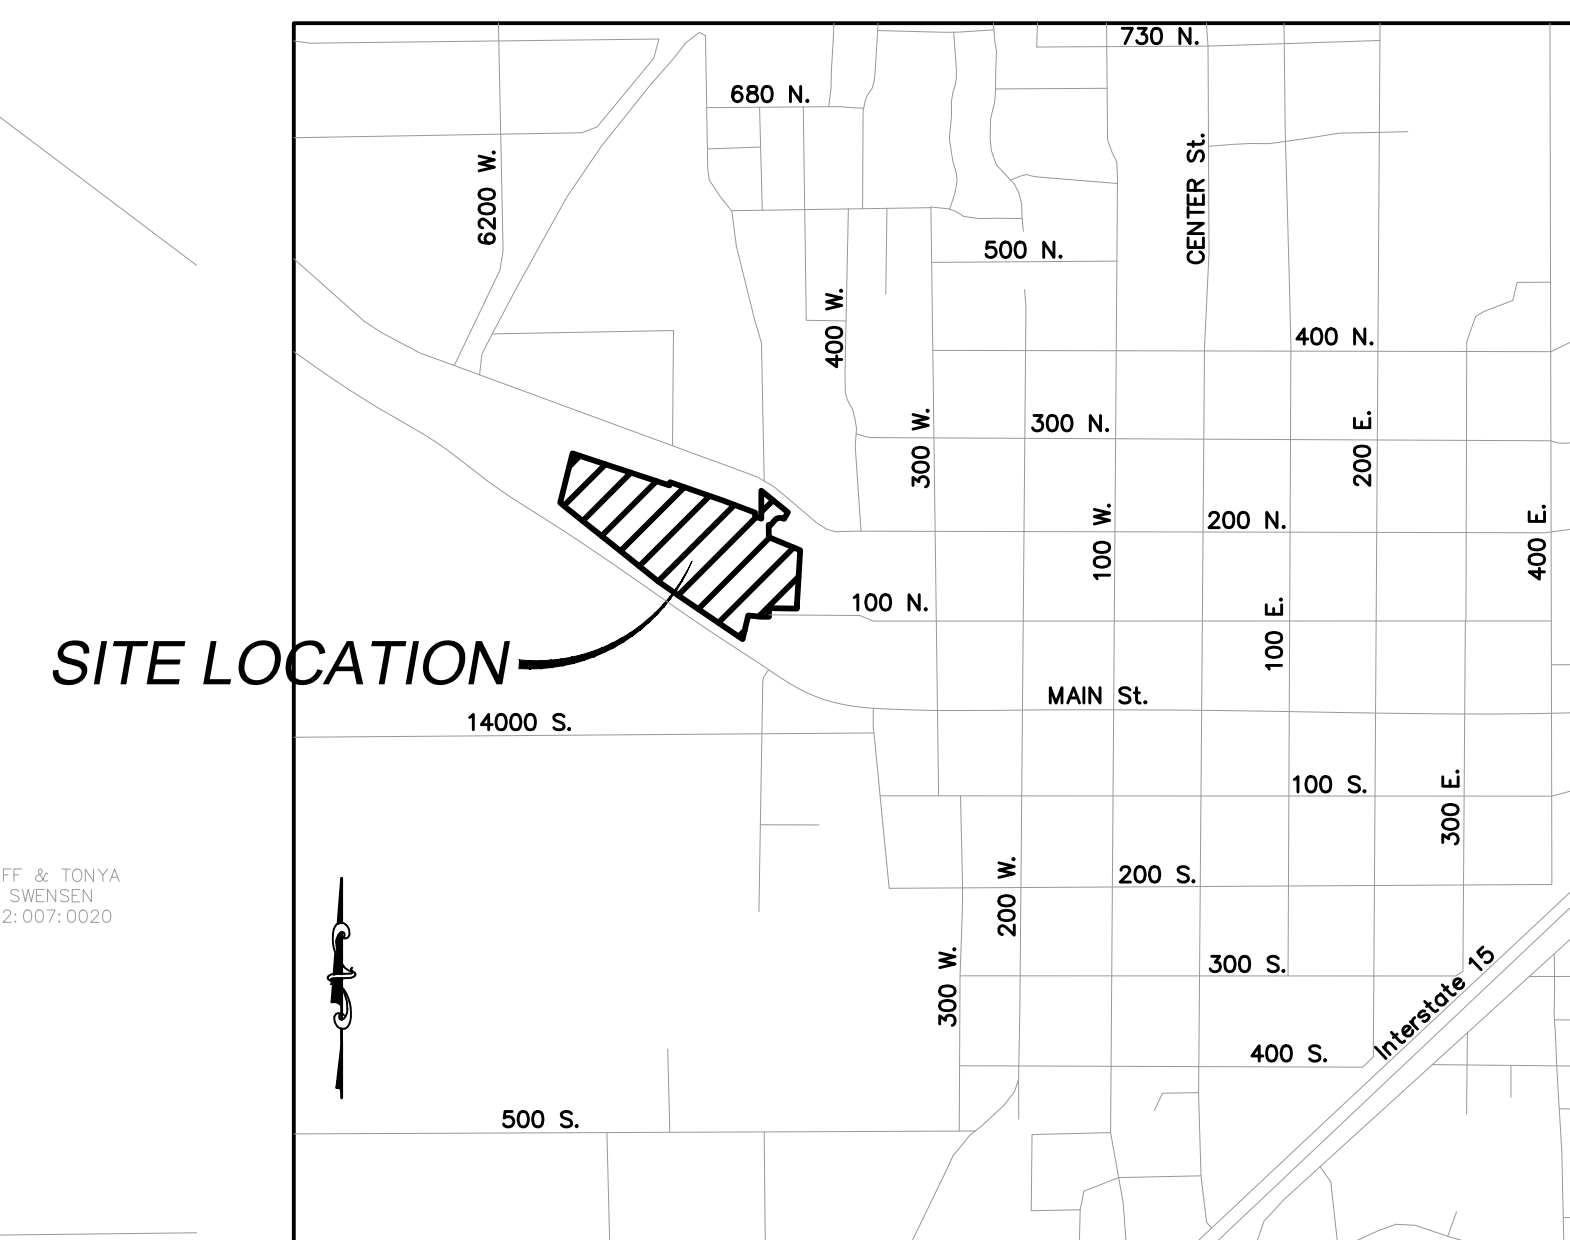 730 N.
680 N.
6200 W.
CENTER St.
500 N.
400 W.
400 N.
300 W.
300 N.
200 E.
100 W.
200 N.
400 E.
100 N.
100 E.
SITE LOCATION
MAIN St.
14000 S.
100 S.
300 E.
FF & TONYA
SWENSEN
2:007:0020
200 W.
200 S.
300 W.
300 S.
Interstate 15
400 S.
500 S.